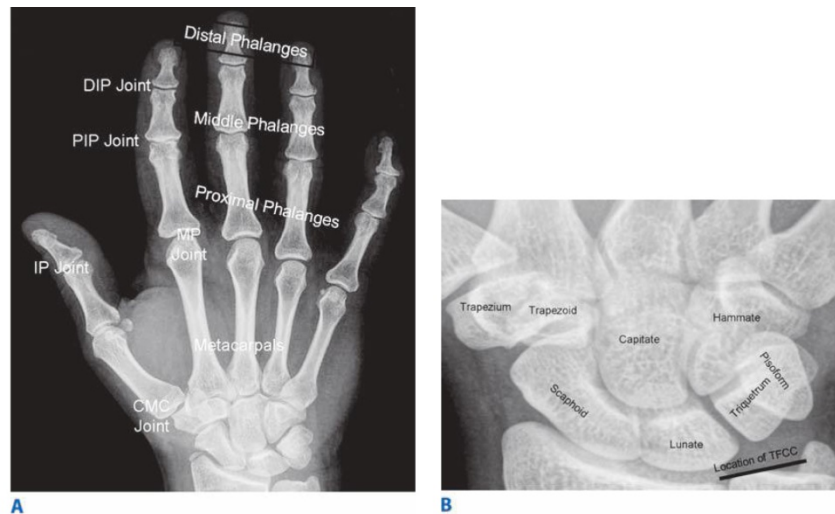 Distal Phalanges
DIP Joint
Middle Phalanges
PIP Joint
Proximal Phalanges
MP
Joint
IP Joint
Metacarpals
CMC
Joint
A
Trapezium
Trapezoid
Capitate
Hammate
Pisoform
Triquetrum
Scaphoid
Lunate
Location of TFCC
B